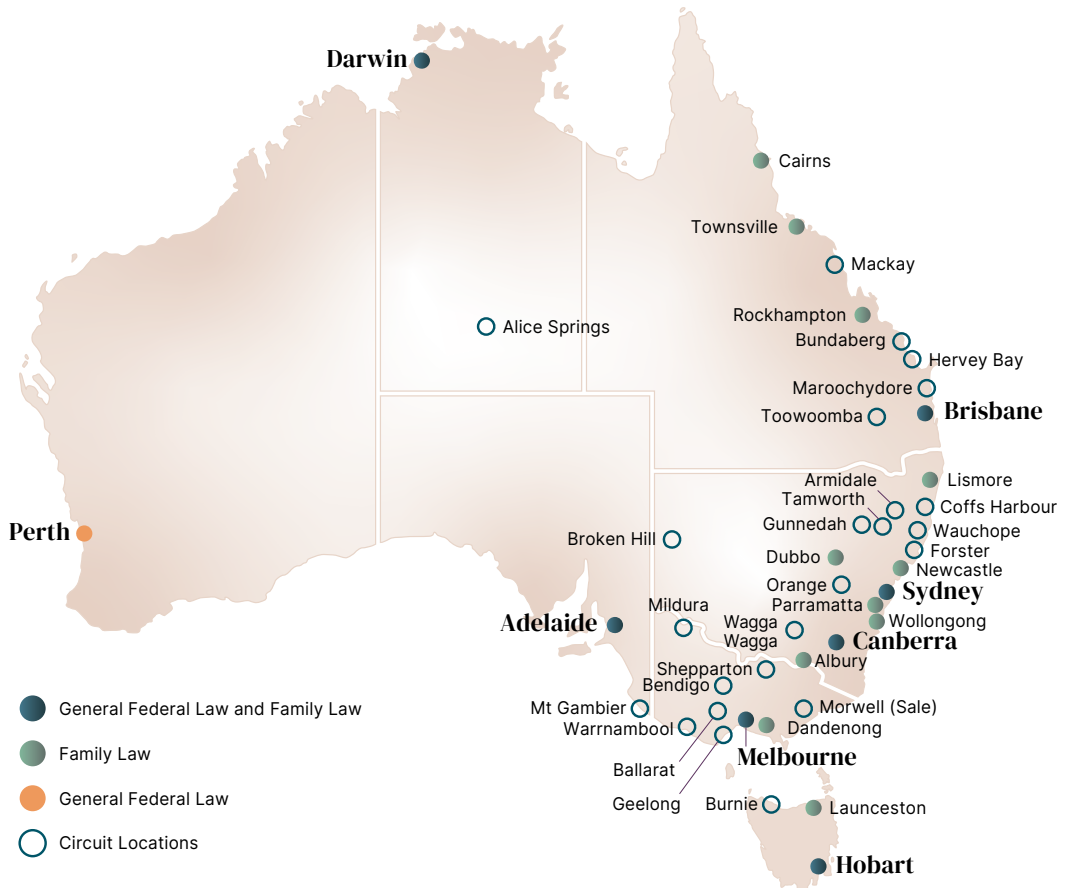 Darwin
Cairns
Townsville
Mackay
Rockhampton
Alice Springs
Bundaberg
Hervey Bay
Maroochydore
Brisbane
Toowoomba
Armidale
Lismore
Tamworth
Coffs Harbour
Gunnedah
Perth
Wauchope
Broken Hill
Forster
Dubbo
Newcastle
Orange
Sydney
Mildura
Parramatta
Adelaide
Wagga
Wagga
Wollongong
Canberra
Albury
Shepparton
Bendigo
Mt Gambier
Morwell (Sale)
Warrnambool
Dandenong
Melbourne
Ballarat
Geelong
Burnie
Launceston
Hobart
General Federal Law and Family Law
Family Law
General Federal Law
Circuit Locations